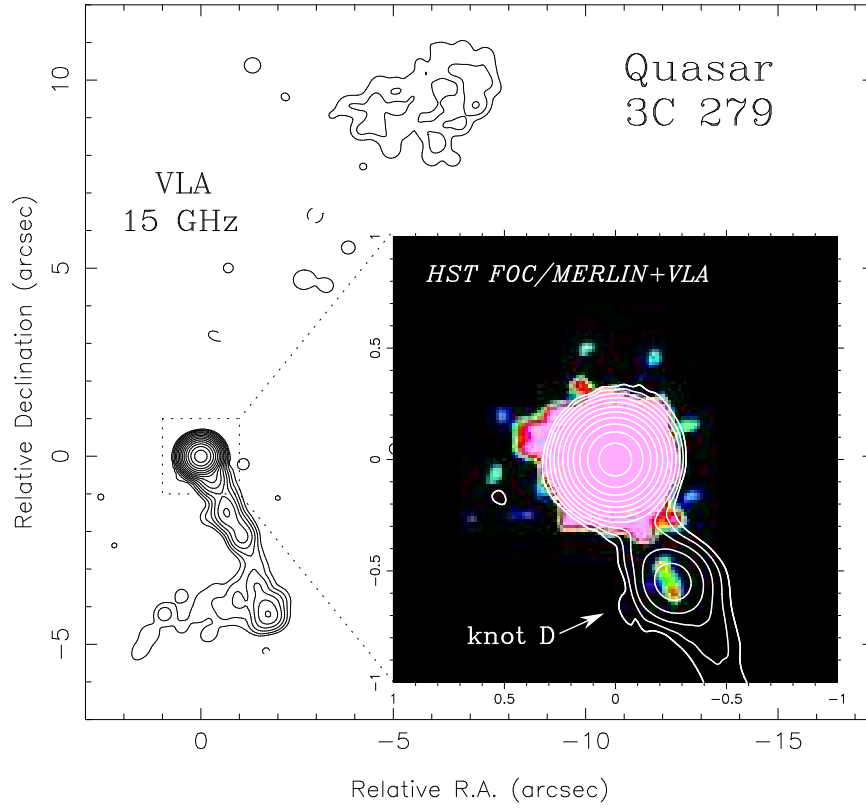 Quasar
3C 279
VLA
15 GHz
HST FOC/MERLIN+VLA
knot D
1
0.5
0
−0.5
−1
1
0.5
0
−0.5
−1
10
5
0
−5
0
−5
−10
−15
Relative Declination (arcsec)
Relative R.A. (arcsec)